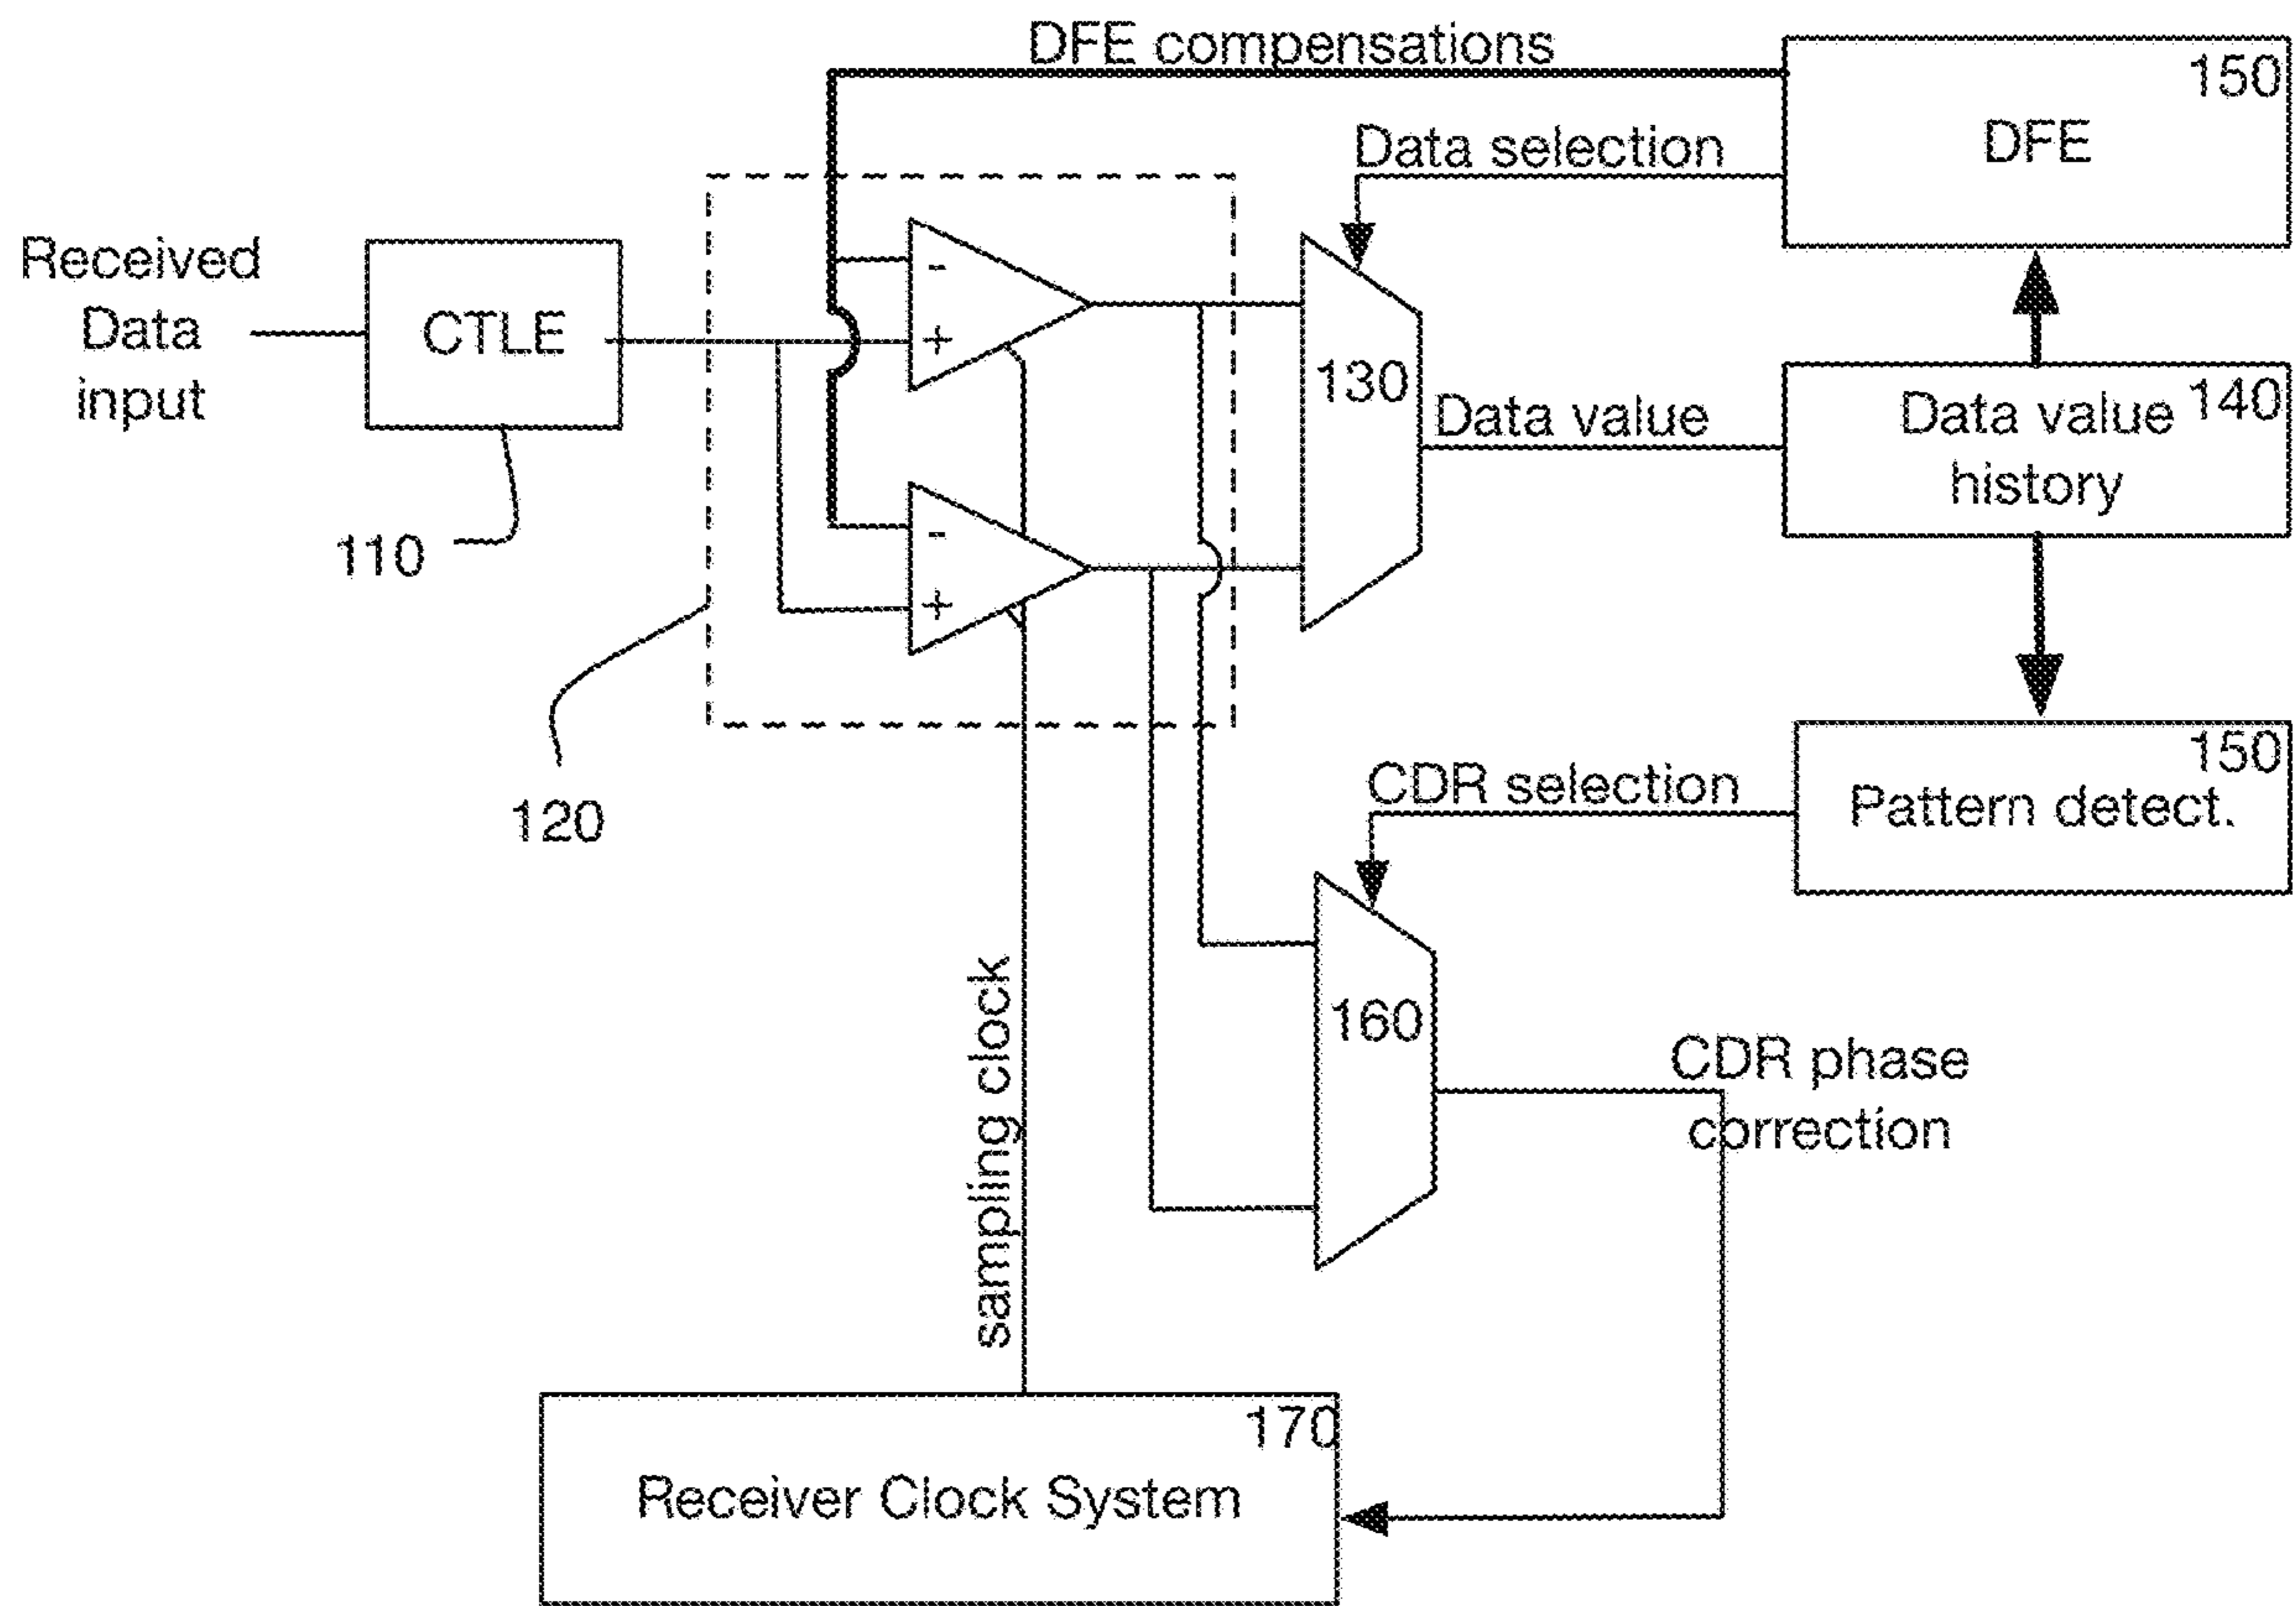 DFE compensations
150
DFE
Data selection
Received
Data
input
CTLE
-
+
130
Data value
140
Data value
history
110
-
+
120
150
Pattern detect.
CDR selection
160
sampling clock
CDR phase
correction
170
Receiver Clock System